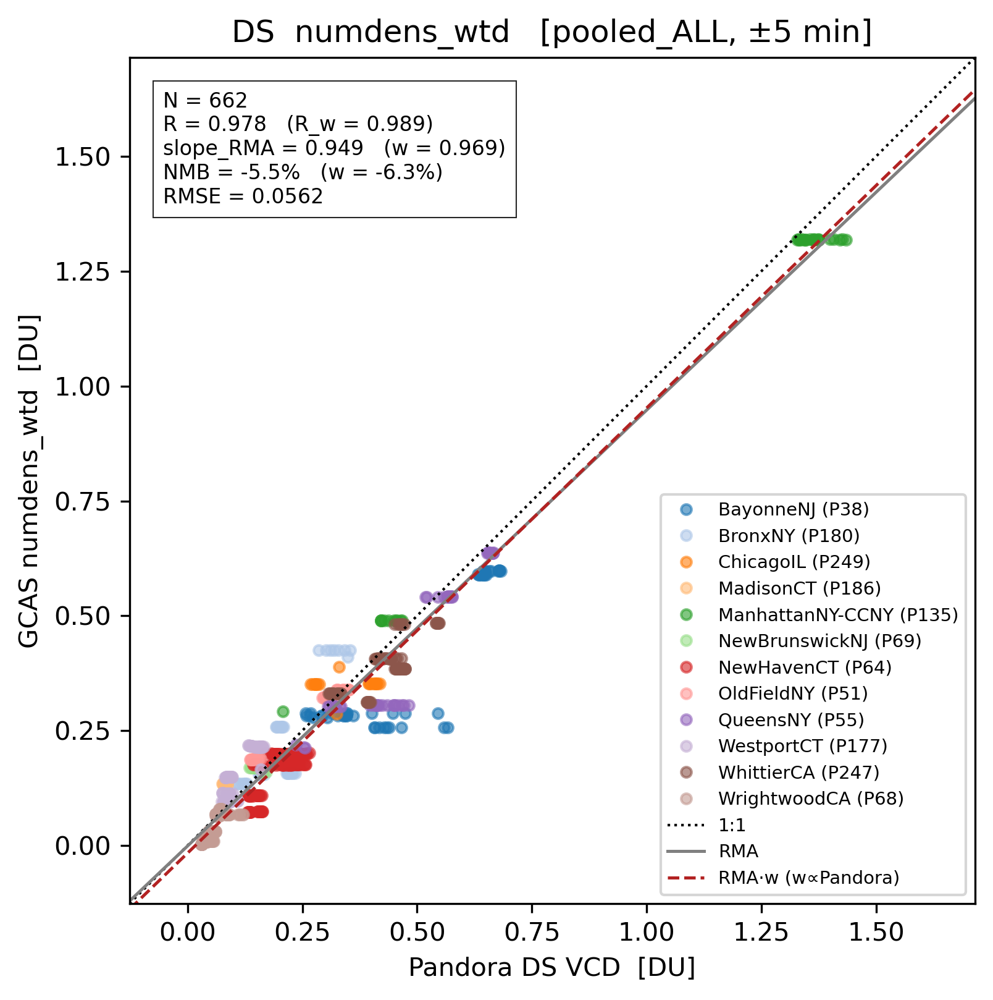 DS  numdens_wtd   [pooled_ALL, ±5 min]
N = 662
R = 0.978   (R_w = 0.989)
slope_RMA = 0.949   (w = 0.969)
NMB = -5.5%   (w = -6.3%)
RMSE = 0.0562
GCAS numdens_wtd  [DU]
1.50
1.25
1.00
0.75
0.50
0.25
0.00
BayonneNJ (P38)
BronxNY (P180)
ChicagoIL (P249)
MadisonCT (P186)
ManhattanNY-CCNY (P135)
NewBrunswickNJ (P69)
NewHavenCT (P64)
OldFieldNY (P51)
QueensNY (P55)
WestportCT (P177)
WhittierCA (P247)
WrightwoodCA (P68)
1:1
RMA
RMA·w (w∝Pandora)
0.00 0.25 0.50 0.75 1.00 1.25 1.50
Pandora DS VCD  [DU]